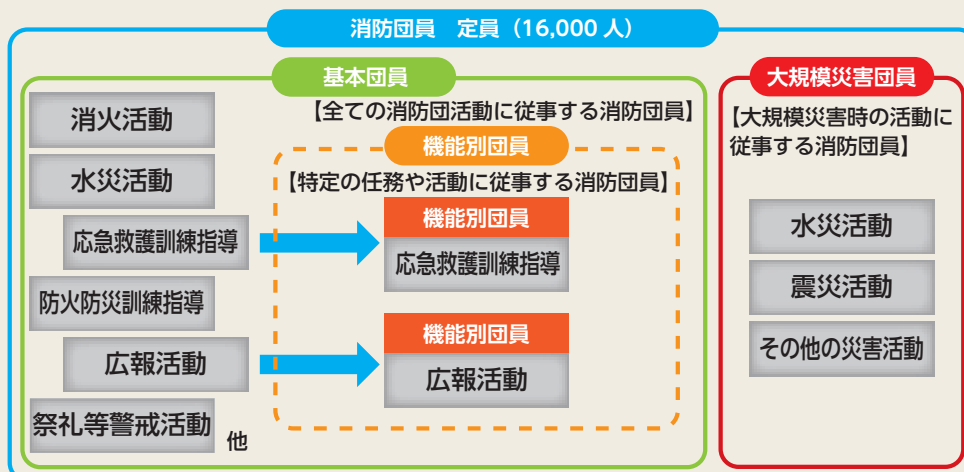 消防団員　定員（16,000 人）
基本団員
【全ての消防団活動に従事する消防団員】
消火活動
水災活動
応急救護訓練指導
防火防災訓練指導
広報活動
祭礼等警戒活動 他
機能別団員
【特定の任務や活動に従事する消防団員】
機能別団員
応急救護訓練指導
機能別団員
広報活動
大規模災害団員
【大規模災害時の活動に
従事する消防団員】
水災活動
震災活動
その他の災害活動